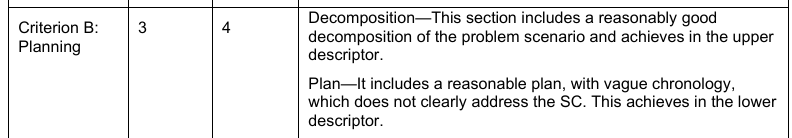 Criterion B:
Planning
3
4
Decomposition—This section includes a reasonably good
decomposition of the problem scenario and achieves in the upper
descriptor.
Plan—It includes a reasonable plan, with vague chronology,
which does not clearly address the SC. This achieves in the lower
descriptor.